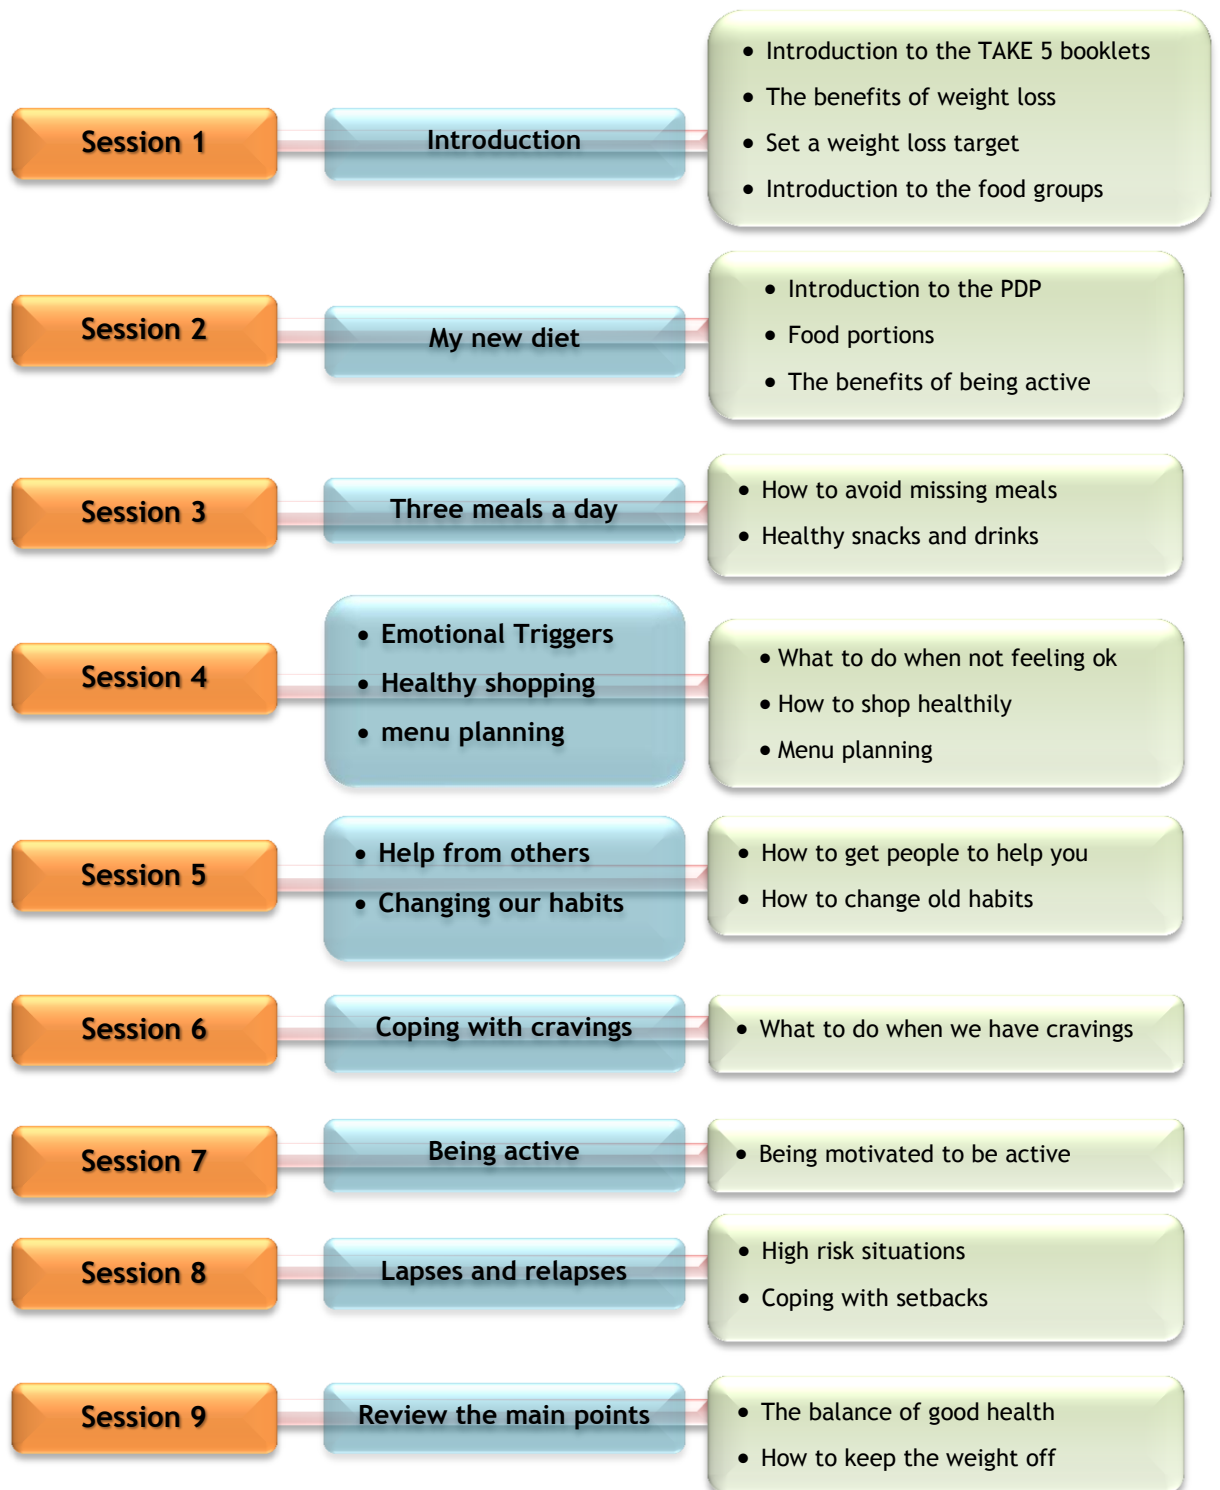 Session 1
Introduction
• Introduction to the TAKE 5 booklets
• The benefits of weight loss
• Set a weight loss target
• Introduction to the food groups
Session 2
My new diet
• Introduction to the PDP
• Food portions
• The benefits of being active
Session 3
Three meals a day
• How to avoid missing meals
• Healthy snacks and drinks
Session 4
• Emotional Triggers
• Healthy shopping
• menu planning
• What to do when not feeling ok
• How to shop healthily
• Menu planning
Session 5
• Help from others
• Changing our habits
• How to get people to help you
• How to change old habits
Session 6
Coping with cravings
• What to do when we have cravings
Session 7
Being active
• Being motivated to be active
Session 8
Lapses and relapses
• High risk situations
• Coping with setbacks
Session 9
Review the main points
• The balance of good health
• How to keep the weight off